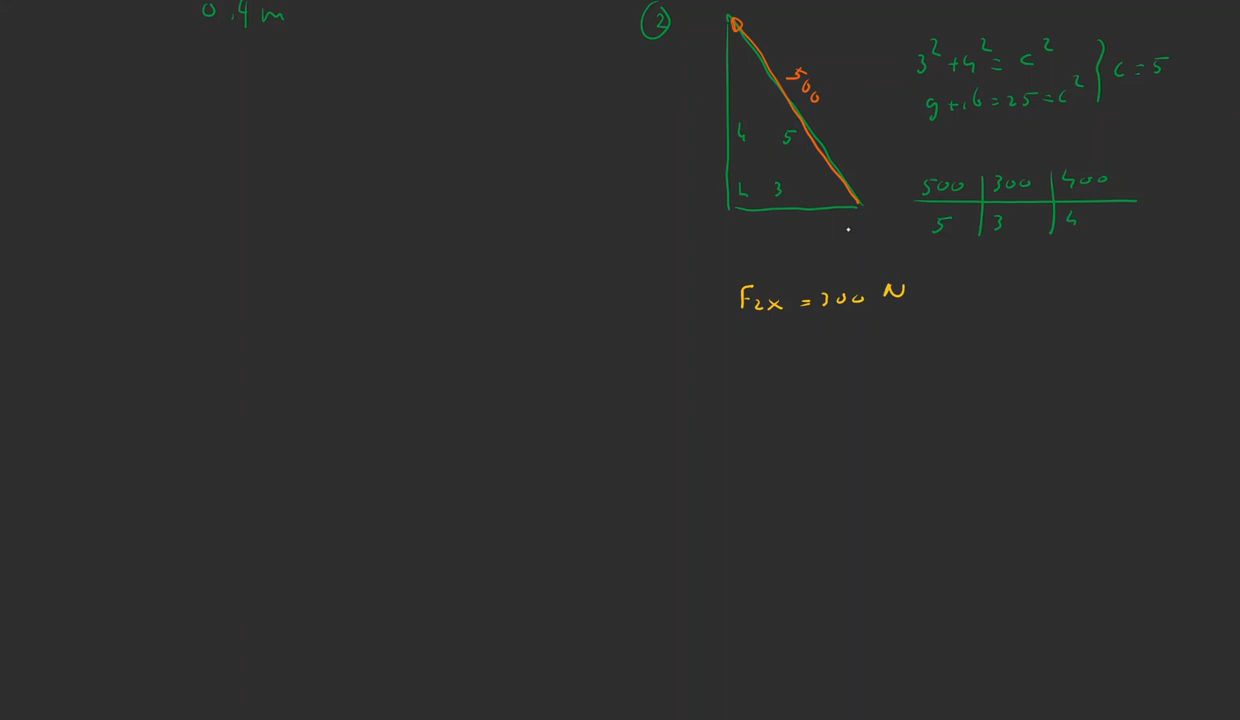 0.4 m
2
500
4 5
3
3² + 4² = c²
9 + 16 = 25 = c² } c = 5
500 | 300 | 400
5 | 3 | 4
F2x = 300 N